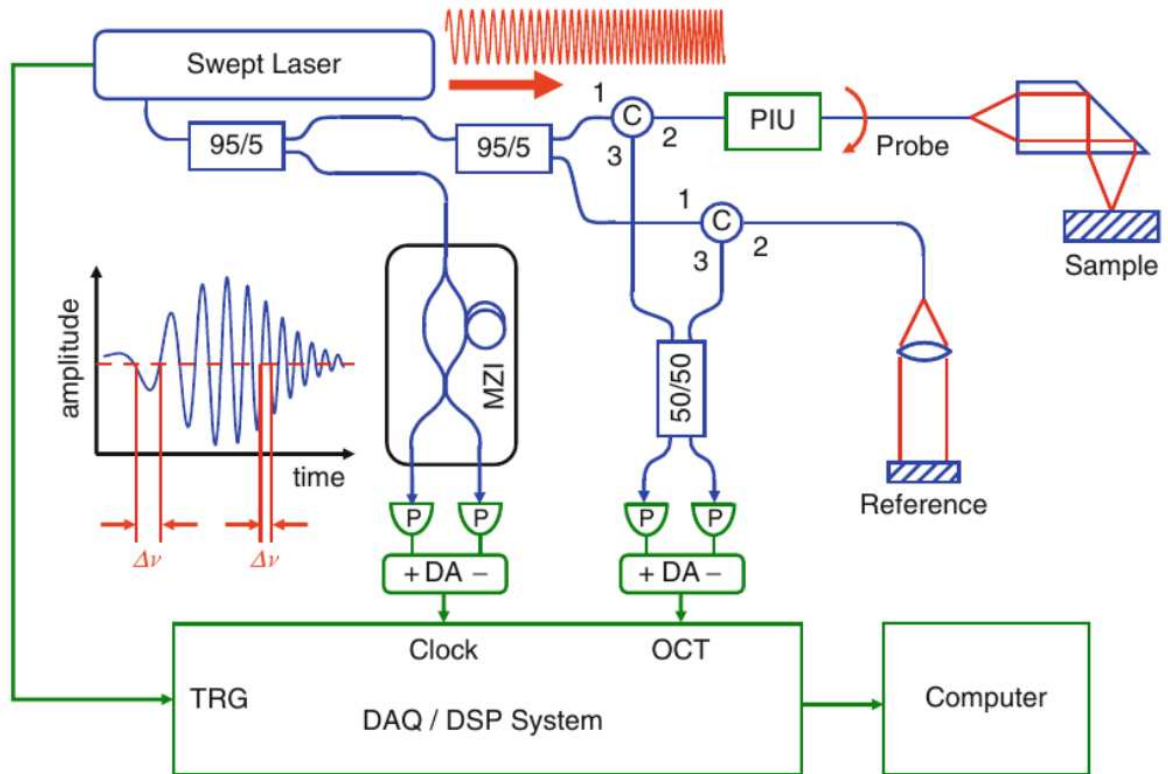 Swept Laser
95/5
95/5
1
C
2
3
PIU
Probe
1
C
2
3
Sample
amplitude
time
Δν
Δν
MZI
50/50
Reference
P
P
P
P
+ DA −
+ DA −
Clock
OCT
TRG
DAQ / DSP System
Computer